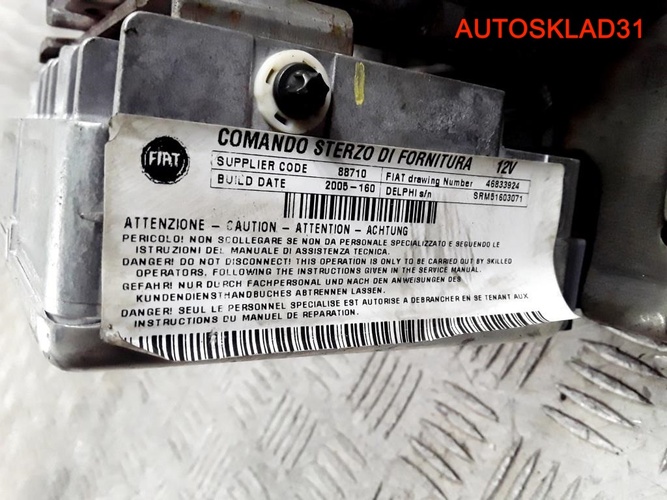 AUTOSKLAD31
FIAT
COMANDO STERZO DI FORNITURA 12V
SUPPLIER CODE 88710 FIAT drawing Number 46833924
BUILD DATE 2005-160 DELPHI s/n SRM51603071
ATTENZIONE - CAUTION - ATTENTION - ACHTUNG
PERICOLO! NON SCOLLEGARE SE NON DA PERSONALE SPECIALIZZATO E SEGUENDO LE
ISTRUZIONI DEL MANUALE DI ASSISTENZA TECNICA.
DANGER! DO NOT DISCONNECT! THIS OPERATION IS ONLY TO BE CARRIED OUT BY SKILLED
OPERATORS, FOLLOWING THE INSTRUCTIONS GIVEN IN THE SERVICE MANUAL.
GEFAHR! NUR DURCH FACHPERSONAL UND NACH DEN ANWEISUNGEN DES
KUNDENDIENSTHANDBUCHES ABTRENNEN LASSEN.
DANGER! SEUL LE PERSONNEL SPECIALISE EST AUTORISE A DEBRANCHER EN SE TENANT AUX
INSTRUCTIONS DU MANUEL DE REPARATION.